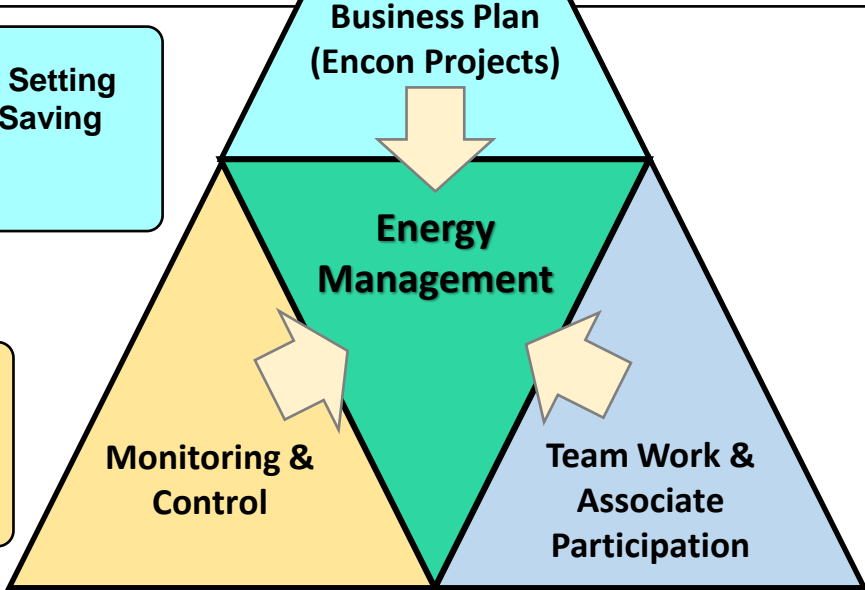 Business Plan
(Encon Projects)
Setting
Saving
Energy
Management
Monitoring &
Control
Team Work &
Associate
Participation